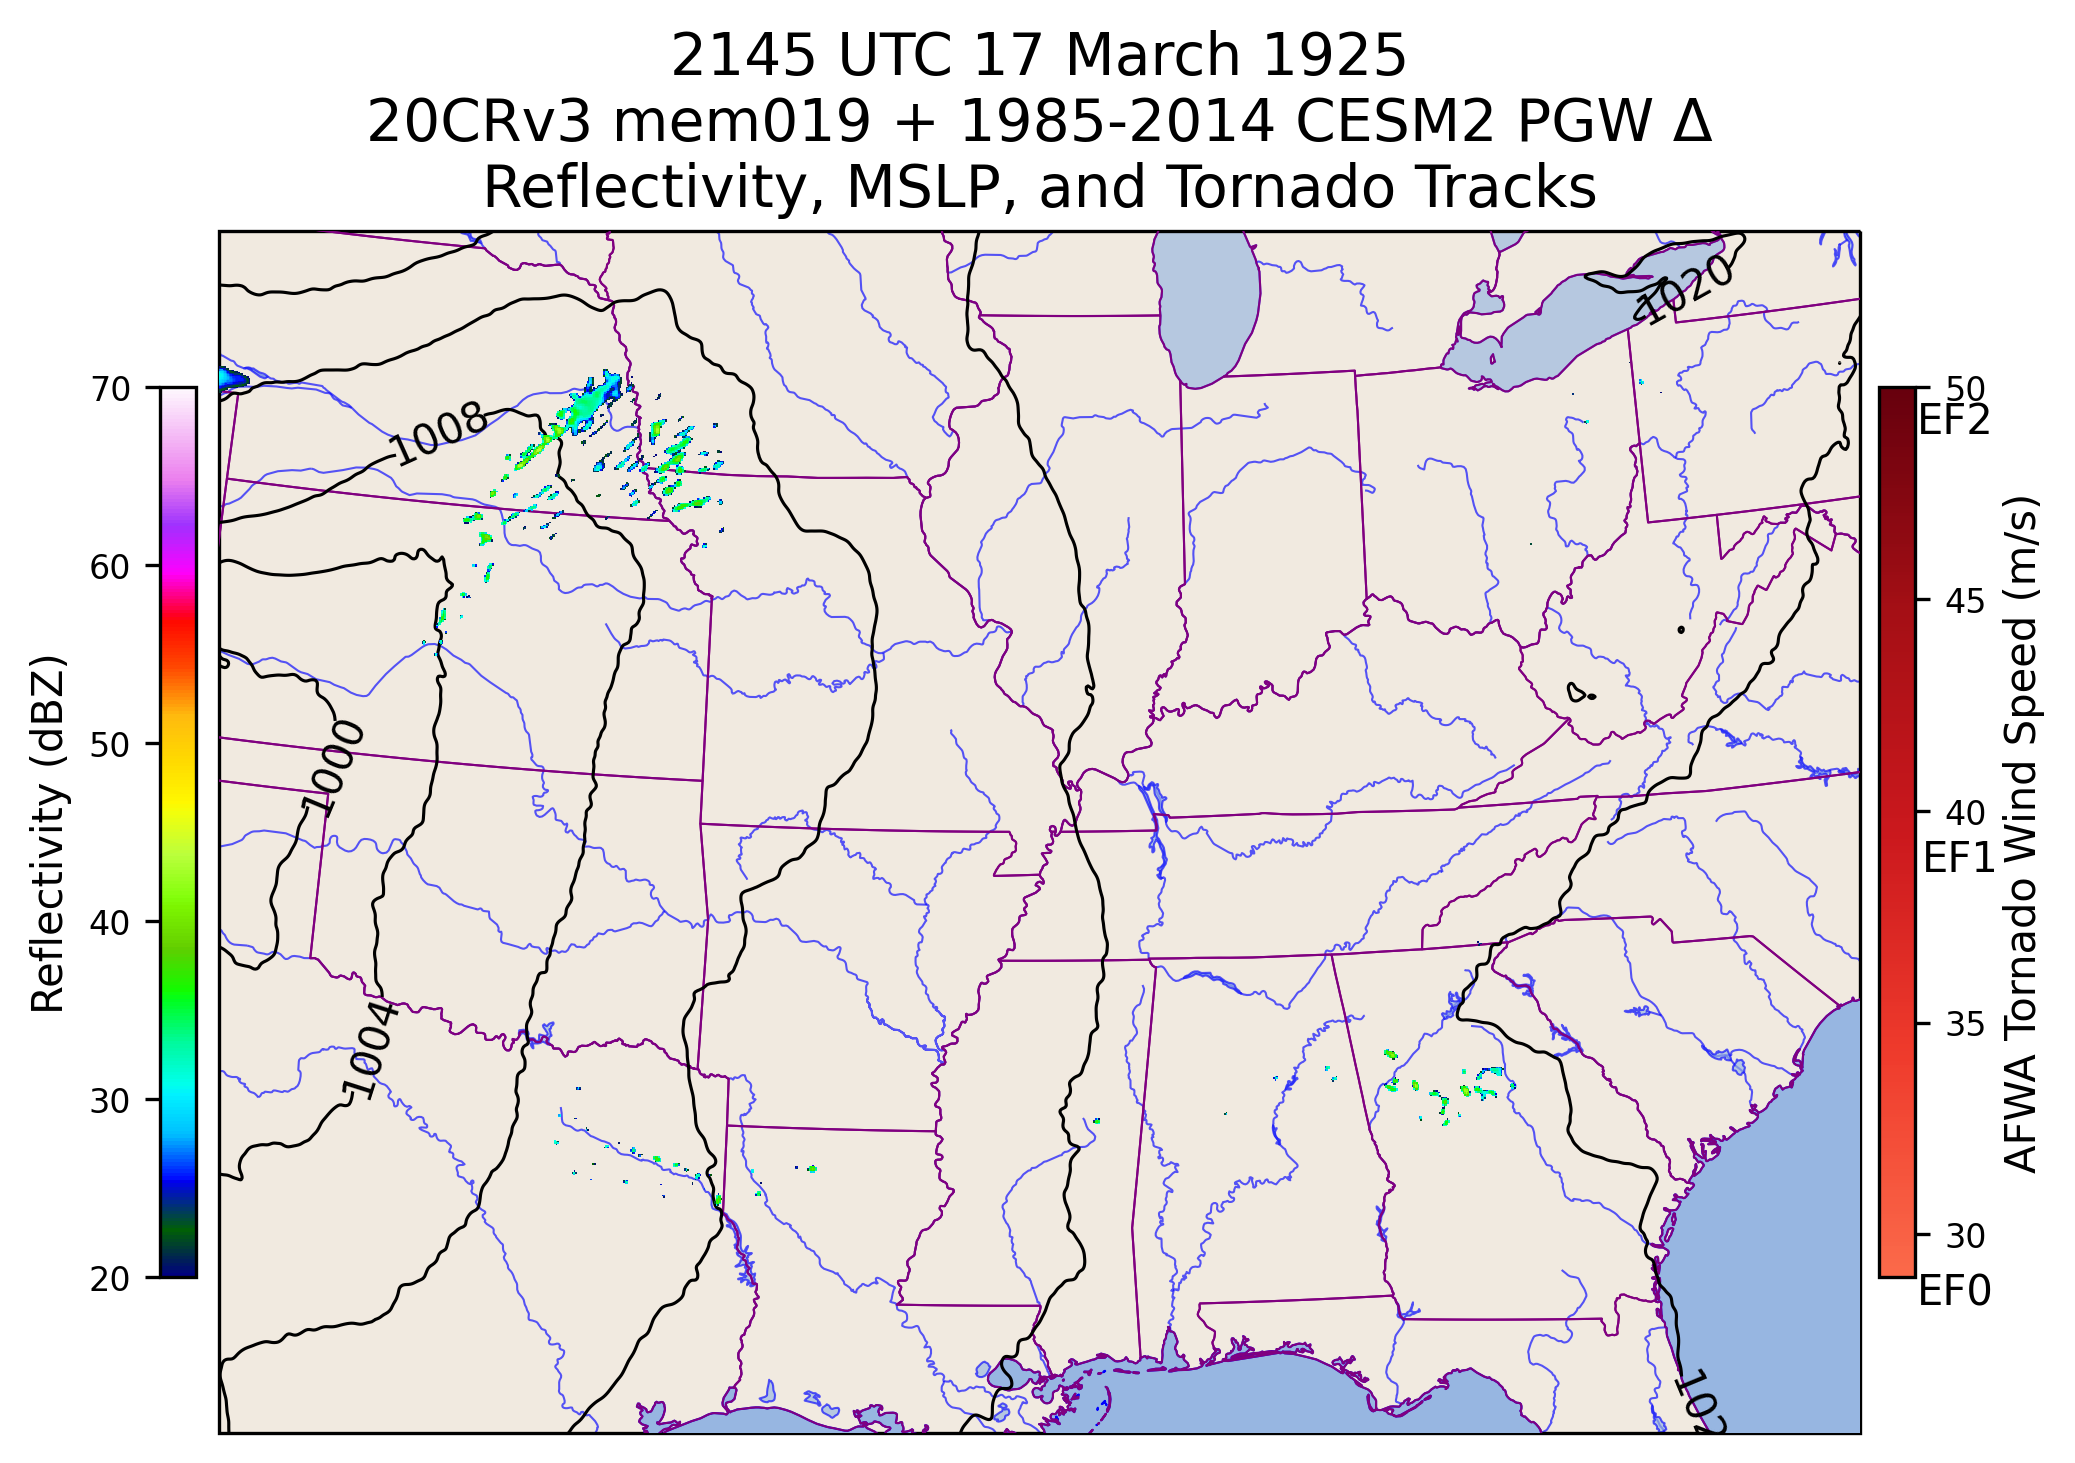 2145 UTC 17 March 1925
20CRv3 mem019 + 1985-2014 CESM2 PGW Δ
Reflectivity, MSLP, and Tornado Tracks
Reflectivity (dBZ)
70
60
50
40
30
20
1008
1000
1004
1020
102
50
EF2
45
40
EF1
35
30
EF0
AFWA Tornado Wind Speed (m/s)